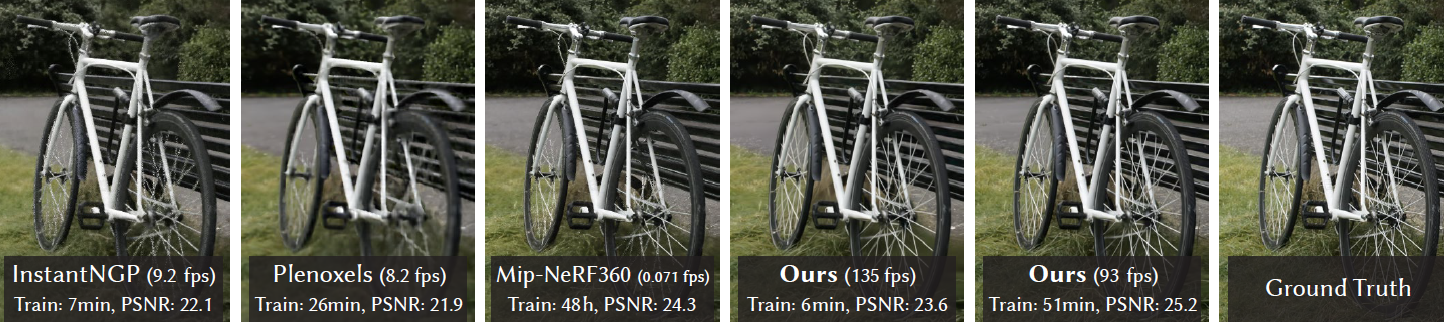 InstantNGP (9.2 fps)
Train: 7min, PSNR: 22.1
Plenoxels (8.2 fps)
Train: 26min, PSNR: 21.9
Mip-NeRF360 (0.071 fps)
Train: 48h, PSNR: 24.3
Ours (135 fps)
Train: 6min, PSNR: 23.6
Ours (93 fps)
Train: 51min, PSNR: 25.2
Ground Truth